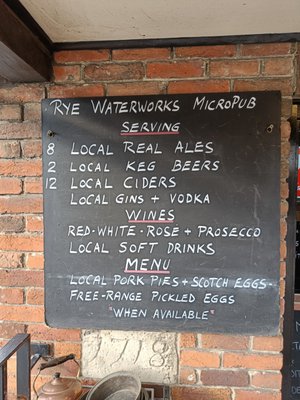 Rye Waterworks MicroPub
SERVING
8 Local Real Ales
2 Local Keg Beers
12 Local Ciders
Local Gins + Vodka
WINES
Red-White-Rose + Prosecco
Local Soft Drinks
MENU
Local Pork Pies + Scotch Eggs
Free-Range Pickled Eggs
"When Available"